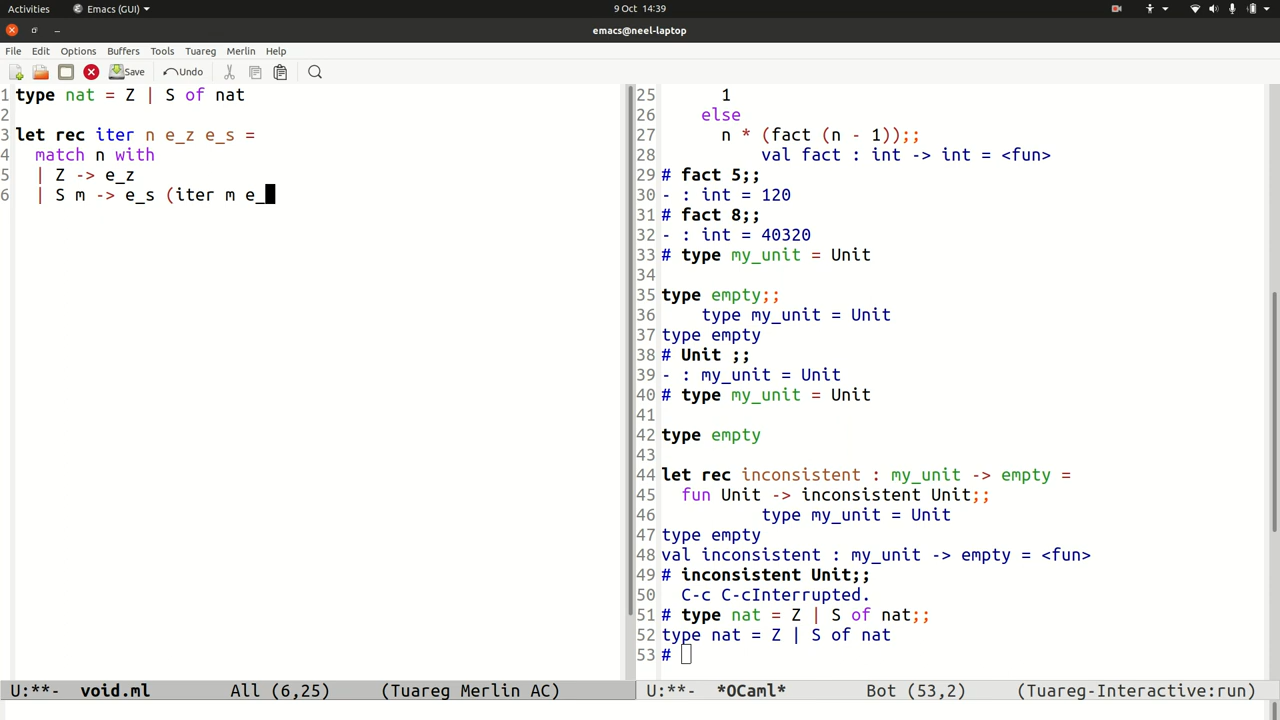 Activities Emacs (GUI) 9 Oct 14:39
emacs@neel-laptop
File Edit Options Buffers Tools Tuareg Merlin Help
Save Undo
1 type nat = Z | S of nat
2
3 let rec iter n e_z e_s =
4   match n with
5   | Z -> e_z
6   | S m -> e_s (iter m e_
25       1
26     else
27       n * (fact (n - 1));;
28           val fact : int -> int = <fun>
29 # fact 5;;
30 - : int = 120
31 # fact 8;;
32 - : int = 40320
33 # type my_unit = Unit
34
35 type empty;;
36     type my_unit = Unit
37 type empty
38 # Unit ;;
39 - : my_unit = Unit
40 # type my_unit = Unit
41
42 type empty
43
44 let rec inconsistent : my_unit -> empty =
45   fun Unit -> inconsistent Unit;;
46           type my_unit = Unit
47 type empty
48 val inconsistent : my_unit -> empty = <fun>
49 # inconsistent Unit;;
50   C-c C-cInterrupted.
51 # type nat = Z | S of nat;;
52 type nat = Z | S of nat
53 #
U:**- void.ml All (6,25) (Tuareg Merlin AC)
U:**- *OCaml* Bot (53,2) (Tuareg-Interactive:run)